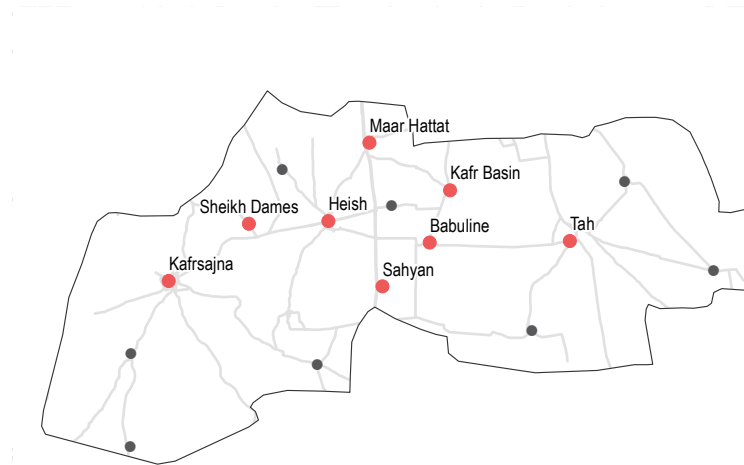 Maar Hattat
Kafr Basin
Sheikh Dames
Heish
Babuline
Tah
Kafrsajna
Sahyan